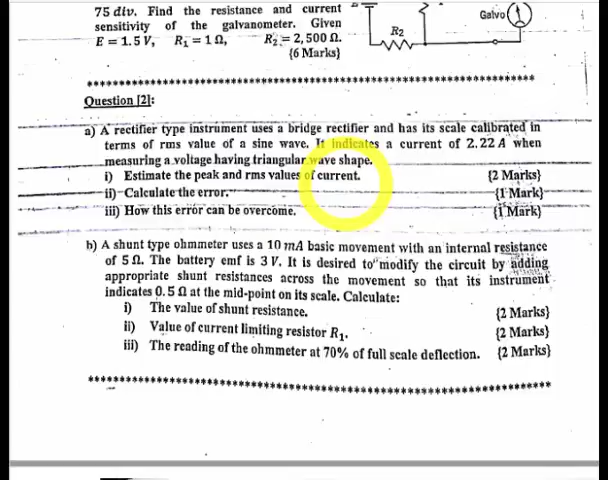 75 div. Find the resistance and current
sensitivity of the galvanometer. Given
E = 1.5 V, R₁ = 1 Ω, R₂ = 2,500 Ω.
{6 Marks}
Galvo
R2
Question [2]:
a) A rectifier type instrument uses a bridge rectifier and has its scale calibrated in
terms of rms value of a sine wave. It indicates a current of 2.22 A when
measuring a voltage having triangular wave shape.
i) Estimate the peak and rms values of current. {2 Marks}
ii) Calculate the error. {1 Mark}
iii) How this error can be overcome. {1 Mark}
b) A shunt type ohmmeter uses a 10 mA basic movement with an internal resistance
of 5 Ω. The battery emf is 3 V. It is desired to modify the circuit by adding
appropriate shunt resistances across the movement so that its instrument
indicates 0.5 Ω at the mid-point on its scale. Calculate:
i) The value of shunt resistance. {2 Marks}
ii) Value of current limiting resistor R₁. {2 Marks}
iii) The reading of the ohmmeter at 70% of full scale deflection. {2 Marks}